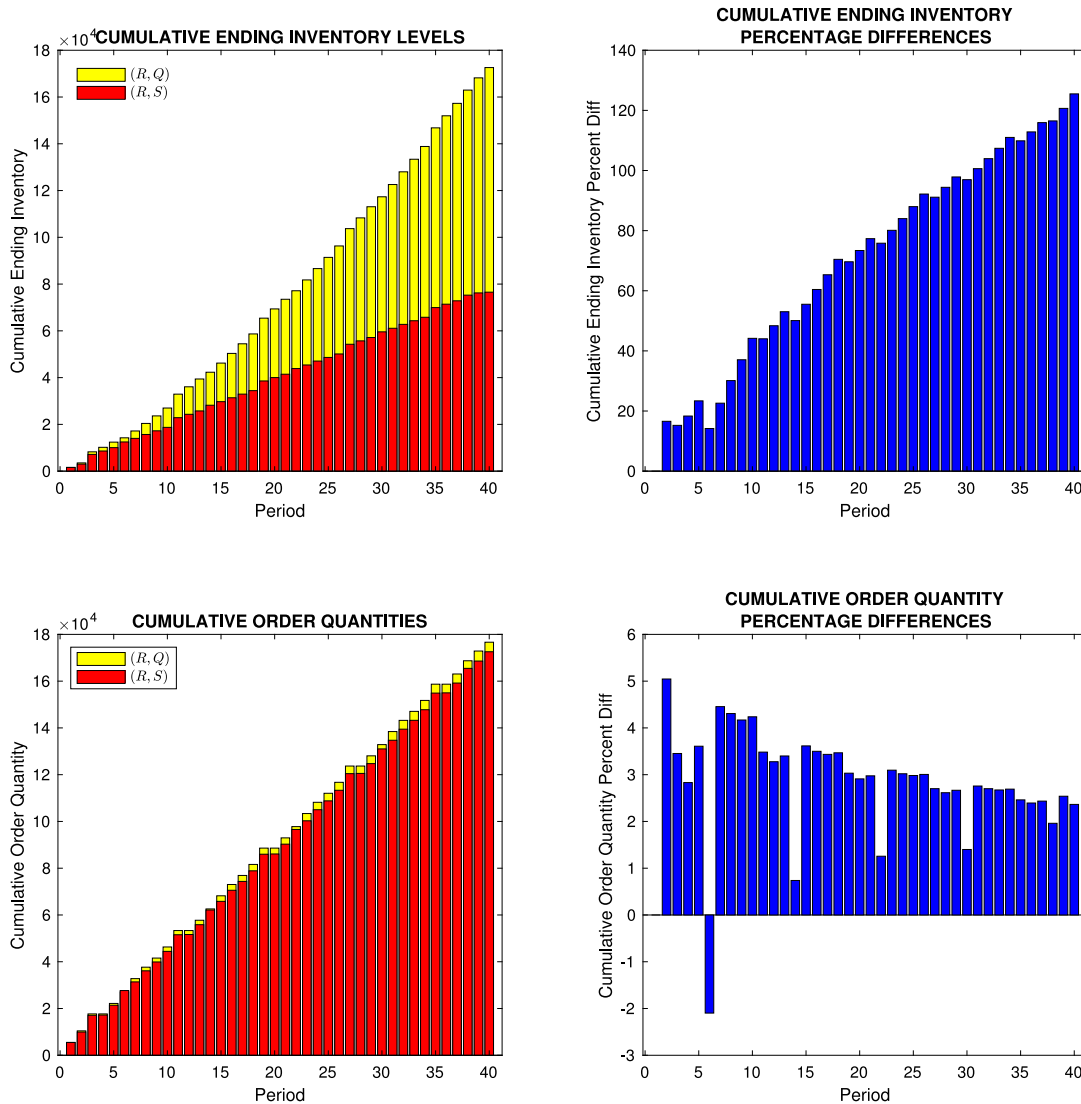 ×10⁴
CUMULATIVE ENDING INVENTORY LEVELS
18
16
14
12
10
8
6
4
2
0
(R, Q)
(R, S)
Cumulative Ending Inventory
0 5 10 15 20 25 30 35 40
Period
CUMULATIVE ENDING INVENTORY
PERCENTAGE DIFFERENCES
140
120
100
80
60
40
20
0
Cumulative Ending Inventory Percent Diff
0 5 10 15 20 25 30 35 40
Period
×10⁴
CUMULATIVE ORDER QUANTITIES
18
16
14
12
10
8
6
4
2
0
(R, Q)
(R, S)
Cumulative Order Quantity
0 5 10 15 20 25 30 35 40
Period
CUMULATIVE ORDER QUANTITY
PERCENTAGE DIFFERENCES
6
5
4
3
2
1
0
-1
-2
-3
Cumulative Order Quantity Percent Diff
0 5 10 15 20 25 30 35 40
Period